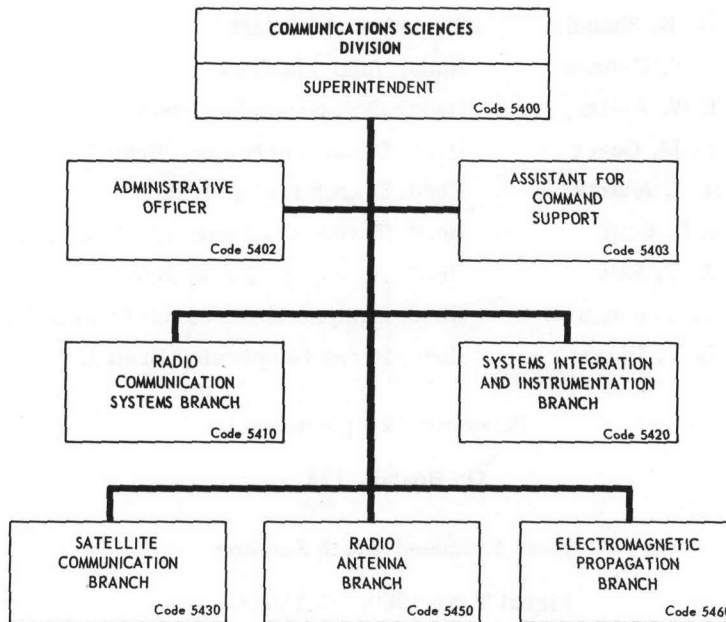 COMMUNICATIONS SCIENCES
DIVISION
SUPERINTENDENT
Code 5400
ADMINISTRATIVE
OFFICER
Code 5402
ASSISTANT FOR
COMMAND
SUPPORT
Code 5403
RADIO
COMMUNICATION
SYSTEMS BRANCH
Code 5410
SYSTEMS INTEGRATION
AND INSTRUMENTATION
BRANCH
Code 5420
SATELLITE
COMMUNICATION
BRANCH
Code 5430
RADIO
ANTENNA
BRANCH
Code 5450
ELECTROMAGNETIC
PROPAGATION
BRANCH
Code 5460